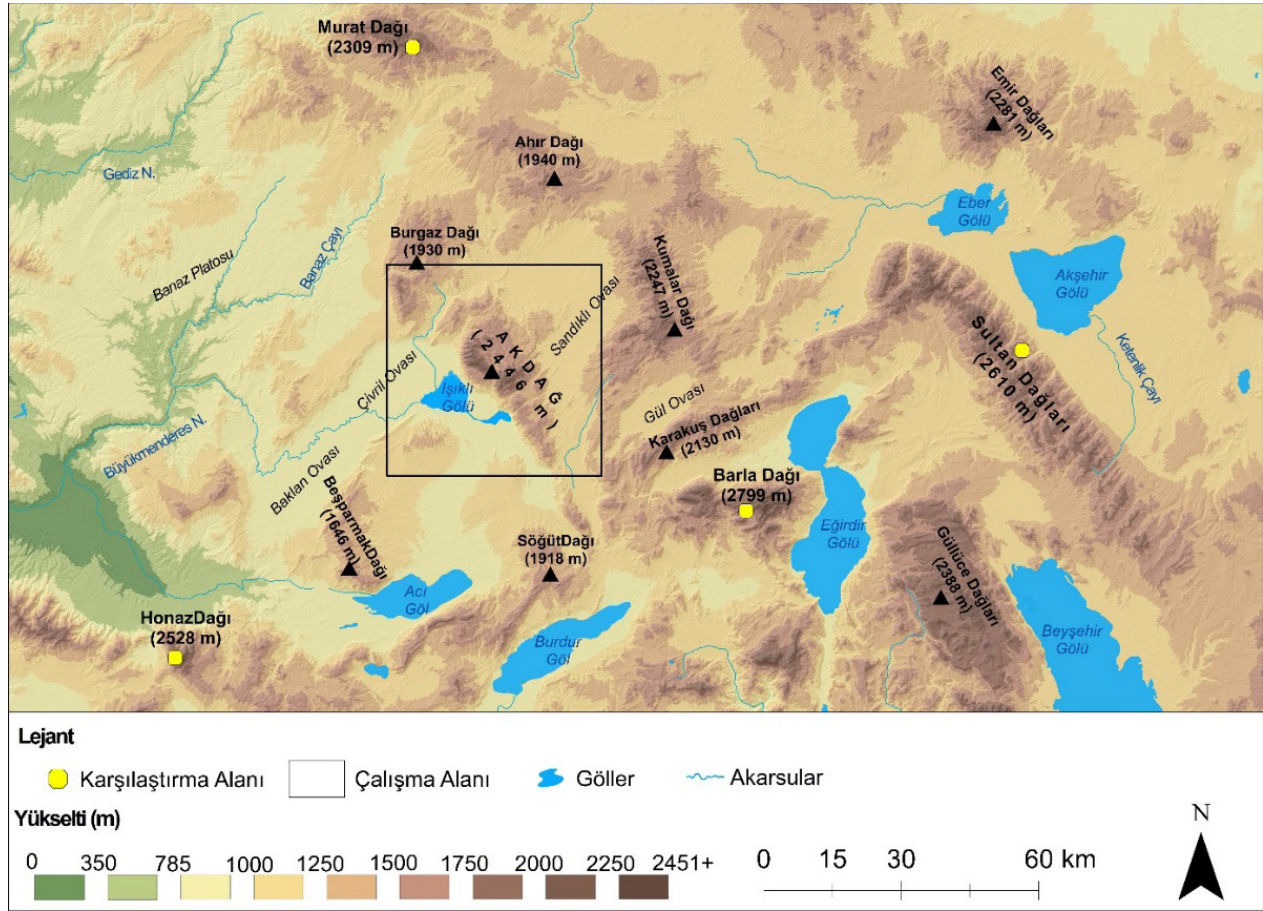 Murat Dağı
(2309 m)
Emir Dağları
(2281 m)
Ahır Dağı
(1940 m)
Gediz N.
Eber
Gölü
Burgaz Dağı
(1930 m)
Banaz Çayı
Banaz Platosu
Kumalar Dağı
(2247 m)
Akşehir
Gölü
Sandıklı Ovası
AKDAĞ
(2446 m)
Sultan Dağları
(2610 m)
Ketenlik Çayı
Çivril Ovası
Işıklı
Gölü
Gül Ovası
Karakuş Dağları
(2130 m)
Büyükmenderes N.
Baklan Ovası
BeşparmakDağı
(1646 m)
Barla Dağı
(2799 m)
Eğirdir
Gölü
SöğütDağı
(1918 m)
Güllüce Dağları
(2388 m)
Acı
Göl
HonazDağı
(2528 m)
Burdur
Göl
Beyşehir
Gölü
Lejant
Karşılaştırma Alanı
Çalışma Alanı
Göller
Akarsular
Yükselti (m)
0 350 785 1000 1250 1500 1750 2000 2250 2451+
0 15 30 60 km
N